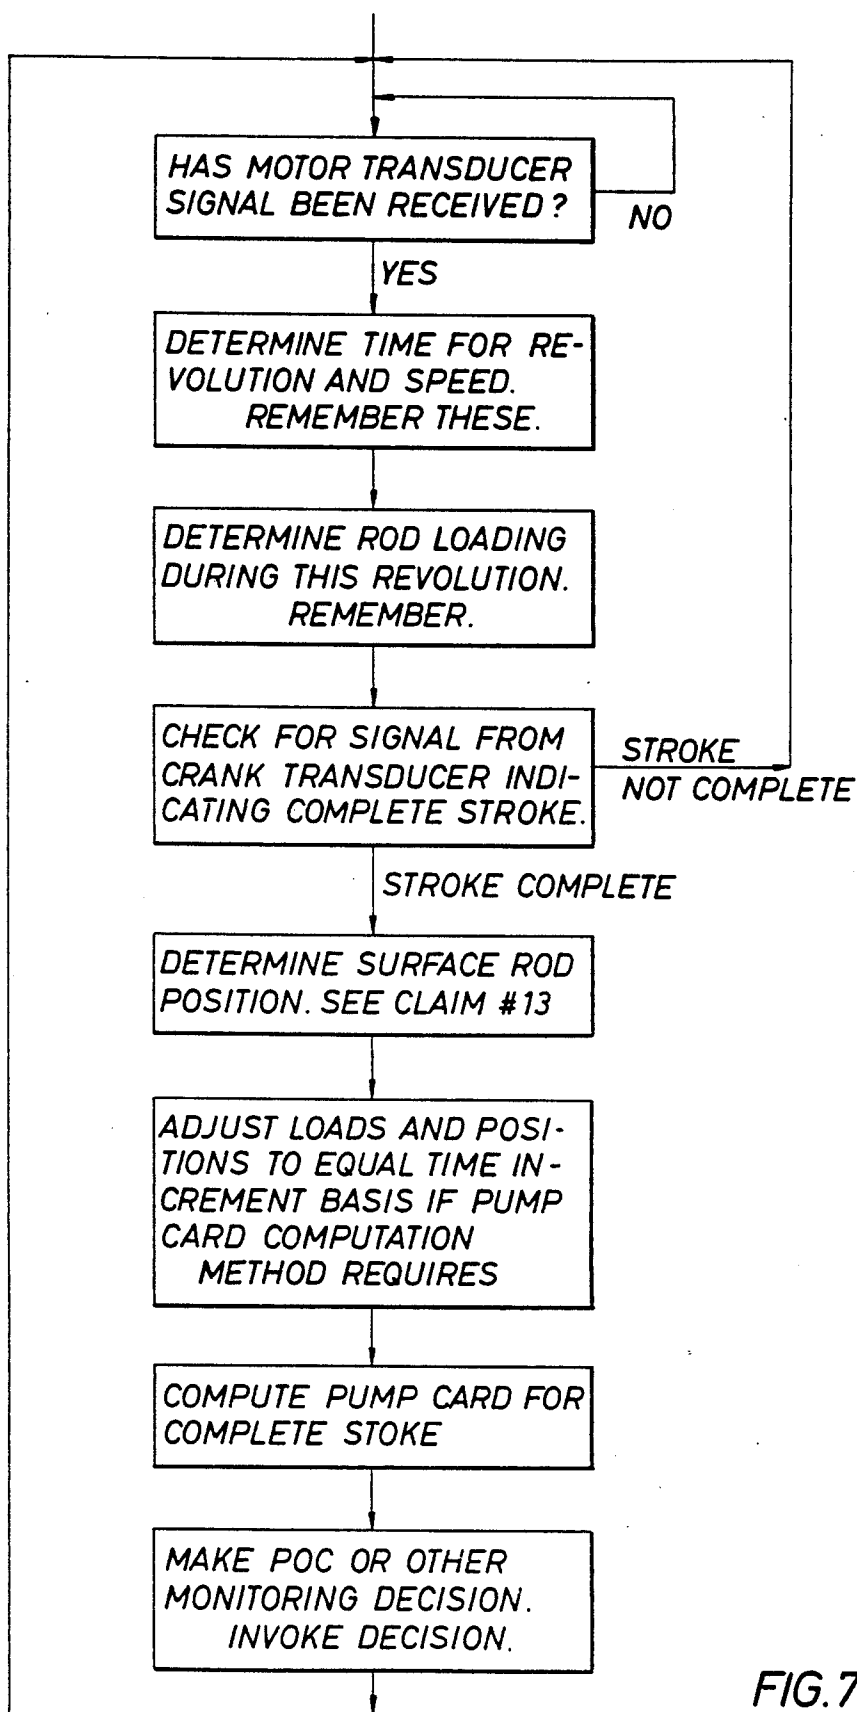 HAS MOTOR TRANSDUCER
SIGNAL BEEN RECEIVED?
NO
YES
DETERMINE TIME FOR RE-
VOLUTION AND SPEED.
REMEMBER THESE.
DETERMINE ROD LOADING
DURING THIS REVOLUTION.
REMEMBER.
CHECK FOR SIGNAL FROM
CRANK TRANSDUCER INDI-
CATING COMPLETE STROKE.
STROKE
NOT COMPLETE
STROKE COMPLETE
DETERMINE SURFACE ROD
POSITION. SEE CLAIM #13
ADJUST LOADS AND POSI-
TIONS TO EQUAL TIME IN-
CREMENT BASIS IF PUMP
CARD COMPUTATION
METHOD REQUIRES
COMPUTE PUMP CARD FOR
COMPLETE STOKE
MAKE POC OR OTHER
MONITORING DECISION.
INVOKE DECISION.
FIG.7